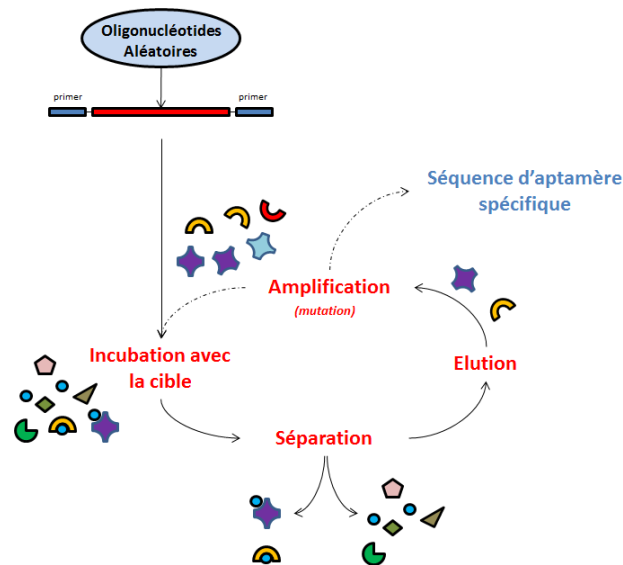 Oligonucléotides
Aléatoires
primer
primer
Séquence d'aptamère
spécifique
Amplification
(mutation)
Incubation avec
la cible
Elution
Séparation